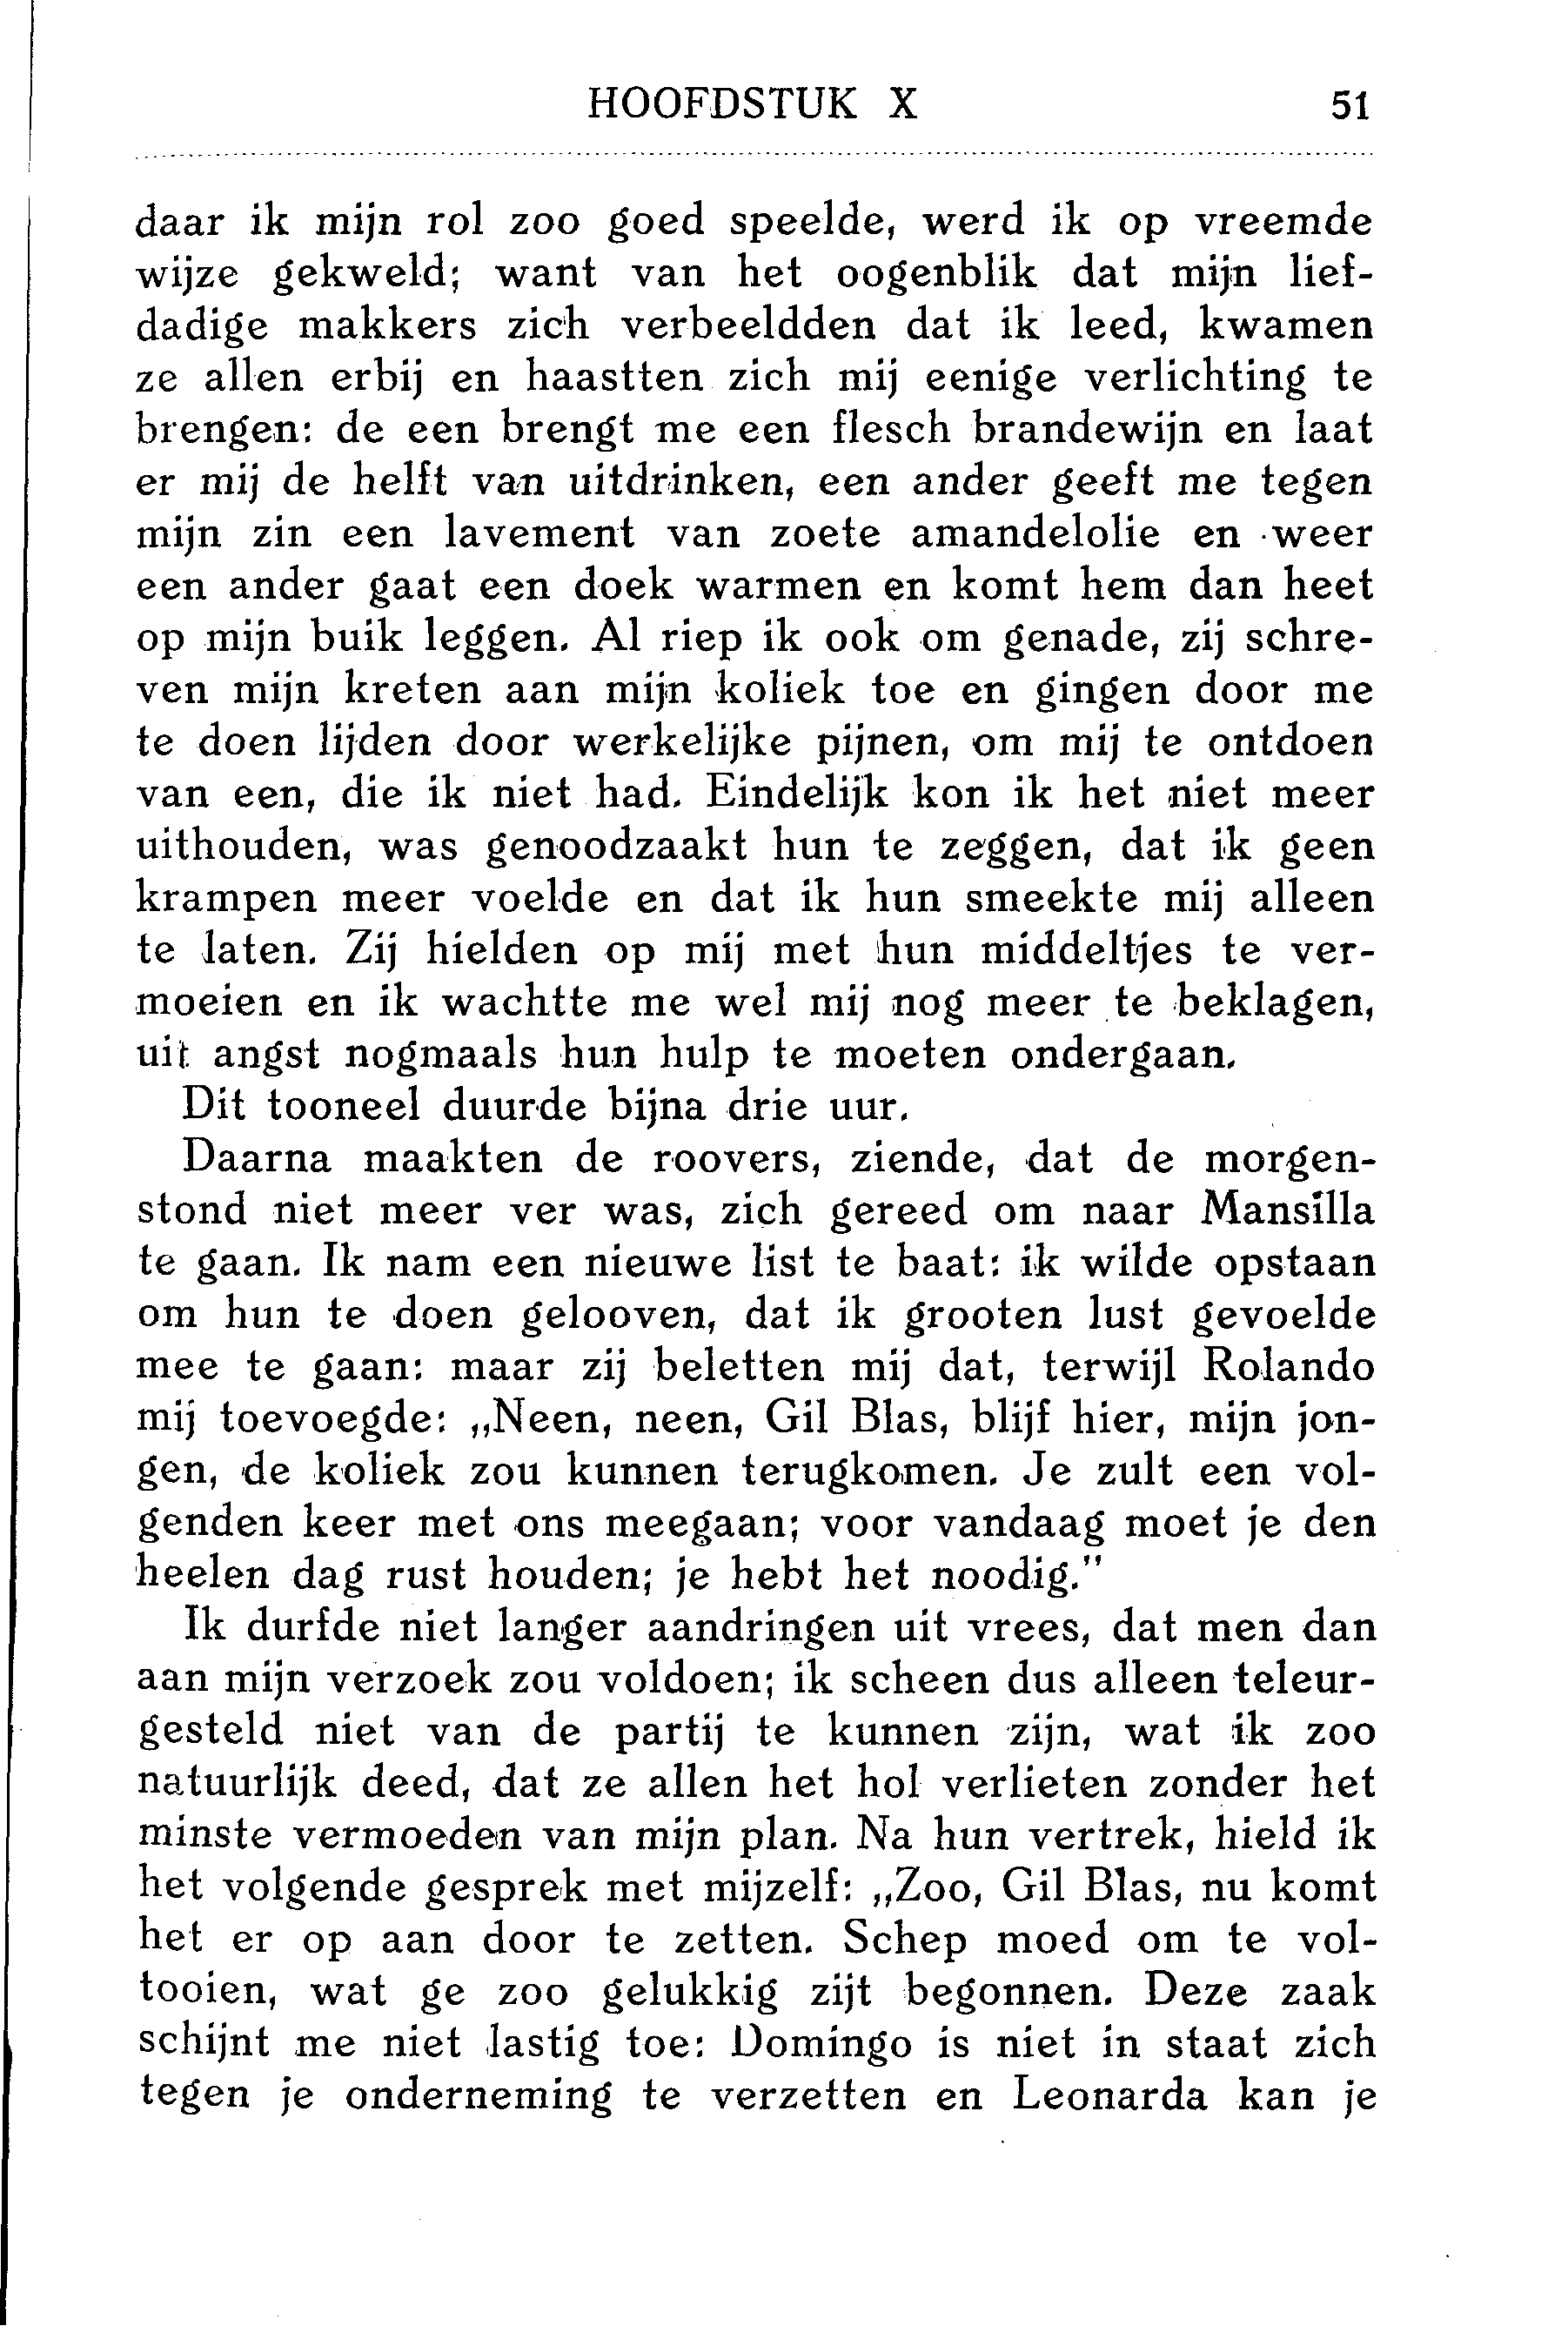 HOOFDSTUK X 51
daar ik mijn rol zoo goed speelde, werd ik op vreemde
wijze gekweld; want van het oogenblik dat mijn lief-
dadige makkers zich verbeeldden dat ik leed, kwamen
ze allen erbij en haastten zich mij eenige verlichting te
brengen: de een brengt me een flesch brandewijn en laat
er mij de helft van uitdrinken, een ander geeft me tegen
mijn zin een lavement van zoete amandelolie en weer
een ander gaat een doek warmen en komt hem dan heet
op mijn buik leggen. Al riep ik ook om genade, zij schre-
ven mijn kreten aan mijn koliek toe en gingen door me
te doen lijden door werkelijke pijnen, om mij te ontdoen
van een, die ik niet had. Eindelijk kon ik het niet meer
uithouden, was genoodzaakt hun te zeggen, dat ik geen
krampen meer voelde en dat ik hun smeekte mij alleen
te laten. Zij hielden op mij met hun middeltjes te ver-
moeien en ik wachtte me wel mij nog meer te beklagen,
uit angst nogmaals hun hulp te moeten ondergaan.
Dit tooneel duurde bijna drie uur.
Daarna maakten de roovers, ziende, dat de morgen-
stond niet meer ver was, zich gereed om naar Mansilla
te gaan. Ik nam een nieuwe list te baat: ik wilde opstaan
om hun te doen gelooven, dat ik grooten lust gevoelde
mee te gaan: maar zij beletten mij dat, terwijl Rolando
mij toevoegde: „Neen, neen, Gil Blas, blijf hier, mijn jon-
gen, de koliek zou kunnen terugkomen. Je zult een vol-
genden keer met ons meegaan; voor vandaag moet je den
heelen dag rust houden; je hebt het noodig.”
Ik durfde niet langer aandringen uit vrees, dat men dan
aan mijn verzoek zou voldoen; ik scheen dus alleen teleur-
gesteld niet van de partij te kunnen zijn, wat ik zoo
natuurlijk deed, dat ze allen het hol verlieten zonder het
minste vermoeden van mijn plan. Na hun vertrek, hield ik
het volgende gesprek met mijzelf: „Zoo, Gil Blas, nu komt
het er op aan door te zetten. Schep moed om te vol-
tooien, wat ge zoo gelukkig zijt begonnen. Deze zaak
schijnt me niet lastig toe: Domingo is niet in staat zich
tegen je onderneming te verzetten en Leonarda kan je